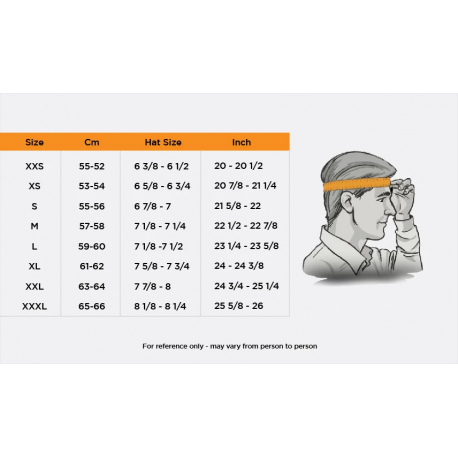 Size Cm Hat Size Inch
XXS 55-52 6 3/8 - 6 1/2 20 - 20 1/2
XS 53-54 6 5/8 - 6 3/4 20 7/8 - 21 1/4
S 55-56 6 7/8 - 7 21 5/8 - 22
M 57-58 7 1/8 - 7 1/4 22 1/2 - 22 7/8
L 59-60 7 1/8 -7 1/2 23 1/4 - 23 5/8
XL 61-62 7 5/8 - 7 3/4 24 - 24 3/8
XXL 63-64 7 7/8 - 8 24 3/4 - 25 1/4
XXXL 65-66 8 1/8 - 8 1/4 25 5/8 - 26
For reference only - may vary from person to person